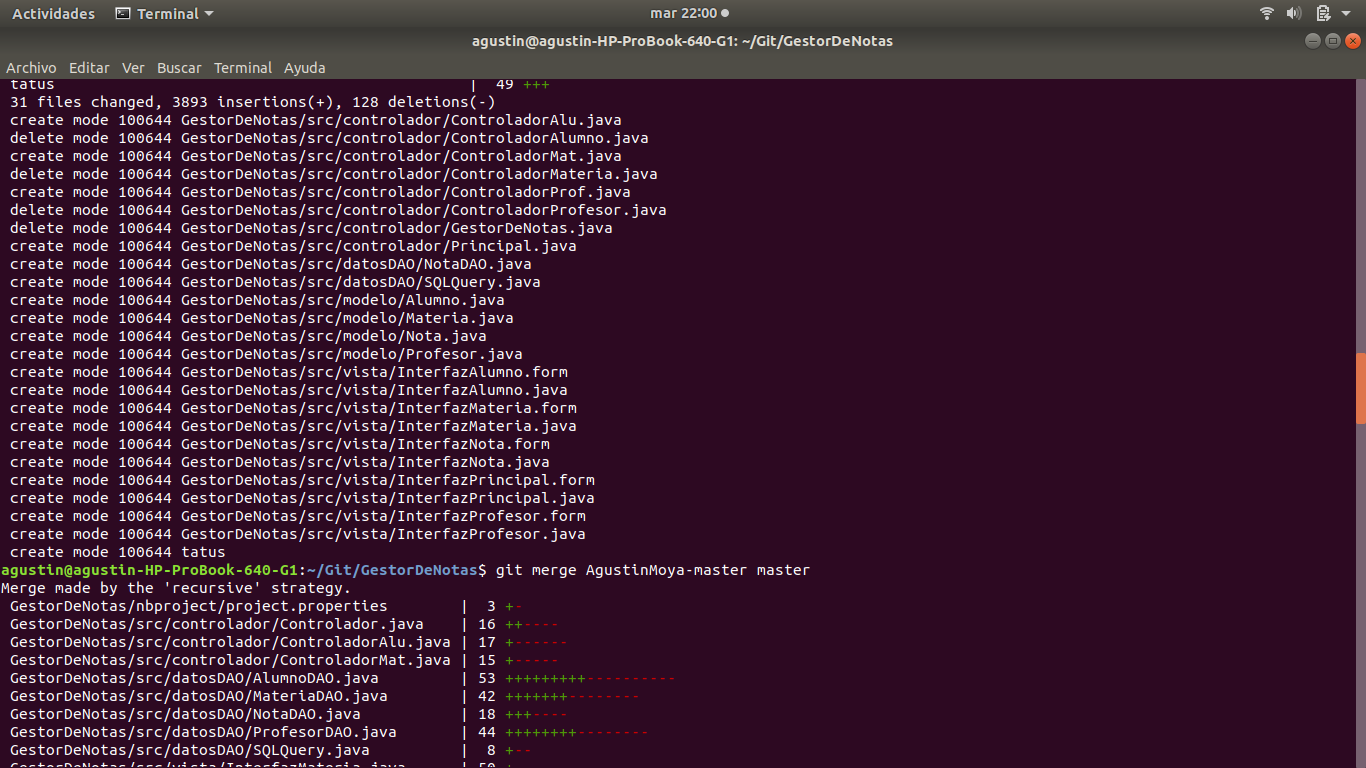 Actividades Terminal mar 22:00
agustin@agustin-HP-ProBook-640-G1: ~/Git/GestorDeNotas
Archivo Editar Ver Buscar Terminal Ayuda
tatus | 49 +++
31 files changed, 3893 insertions(+), 128 deletions(-)
create mode 100644 GestorDeNotas/src/controlador/ControladorAlu.java
delete mode 100644 GestorDeNotas/src/controlador/ControladorAlumno.java
create mode 100644 GestorDeNotas/src/controlador/ControladorMat.java
delete mode 100644 GestorDeNotas/src/controlador/ControladorMateria.java
create mode 100644 GestorDeNotas/src/controlador/ControladorProf.java
delete mode 100644 GestorDeNotas/src/controlador/ControladorProfesor.java
delete mode 100644 GestorDeNotas/src/controlador/GestorDeNotas.java
create mode 100644 GestorDeNotas/src/controlador/Principal.java
create mode 100644 GestorDeNotas/src/datosDAO/NotaDAO.java
create mode 100644 GestorDeNotas/src/datosDAO/SQLQuery.java
create mode 100644 GestorDeNotas/src/modelo/Alumno.java
create mode 100644 GestorDeNotas/src/modelo/Materia.java
create mode 100644 GestorDeNotas/src/modelo/Nota.java
create mode 100644 GestorDeNotas/src/modelo/Profesor.java
create mode 100644 GestorDeNotas/src/vista/InterfazAlumno.form
create mode 100644 GestorDeNotas/src/vista/InterfazAlumno.java
create mode 100644 GestorDeNotas/src/vista/InterfazMateria.form
create mode 100644 GestorDeNotas/src/vista/InterfazMateria.java
create mode 100644 GestorDeNotas/src/vista/InterfazNota.form
create mode 100644 GestorDeNotas/src/vista/InterfazNota.java
create mode 100644 GestorDeNotas/src/vista/InterfazPrincipal.form
create mode 100644 GestorDeNotas/src/vista/InterfazPrincipal.java
create mode 100644 GestorDeNotas/src/vista/InterfazProfesor.form
create mode 100644 GestorDeNotas/src/vista/InterfazProfesor.java
create mode 100644 tatus
agustin@agustin-HP-ProBook-640-G1:~/Git/GestorDeNotas$ git merge AgustinMoya-master master
Merge made by the 'recursive' strategy.
GestorDeNotas/nbproject/project.properties | 3 +-
GestorDeNotas/src/controlador/Controlador.java | 16 ++----
GestorDeNotas/src/controlador/ControladorAlu.java | 17 +------
GestorDeNotas/src/controlador/ControladorMat.java | 15 +-----
GestorDeNotas/src/datosDAO/AlumnoDAO.java | 53 +++++++++----------
GestorDeNotas/src/datosDAO/MateriaDAO.java | 42 +++++++--------
GestorDeNotas/src/datosDAO/NotaDAO.java | 18 +++----
GestorDeNotas/src/datosDAO/ProfesorDAO.java | 44 ++++++++--------
GestorDeNotas/src/datosDAO/SQLQuery.java | 8 +--
GestorDeNotas/src/vista/InterfazMateria.java | 50